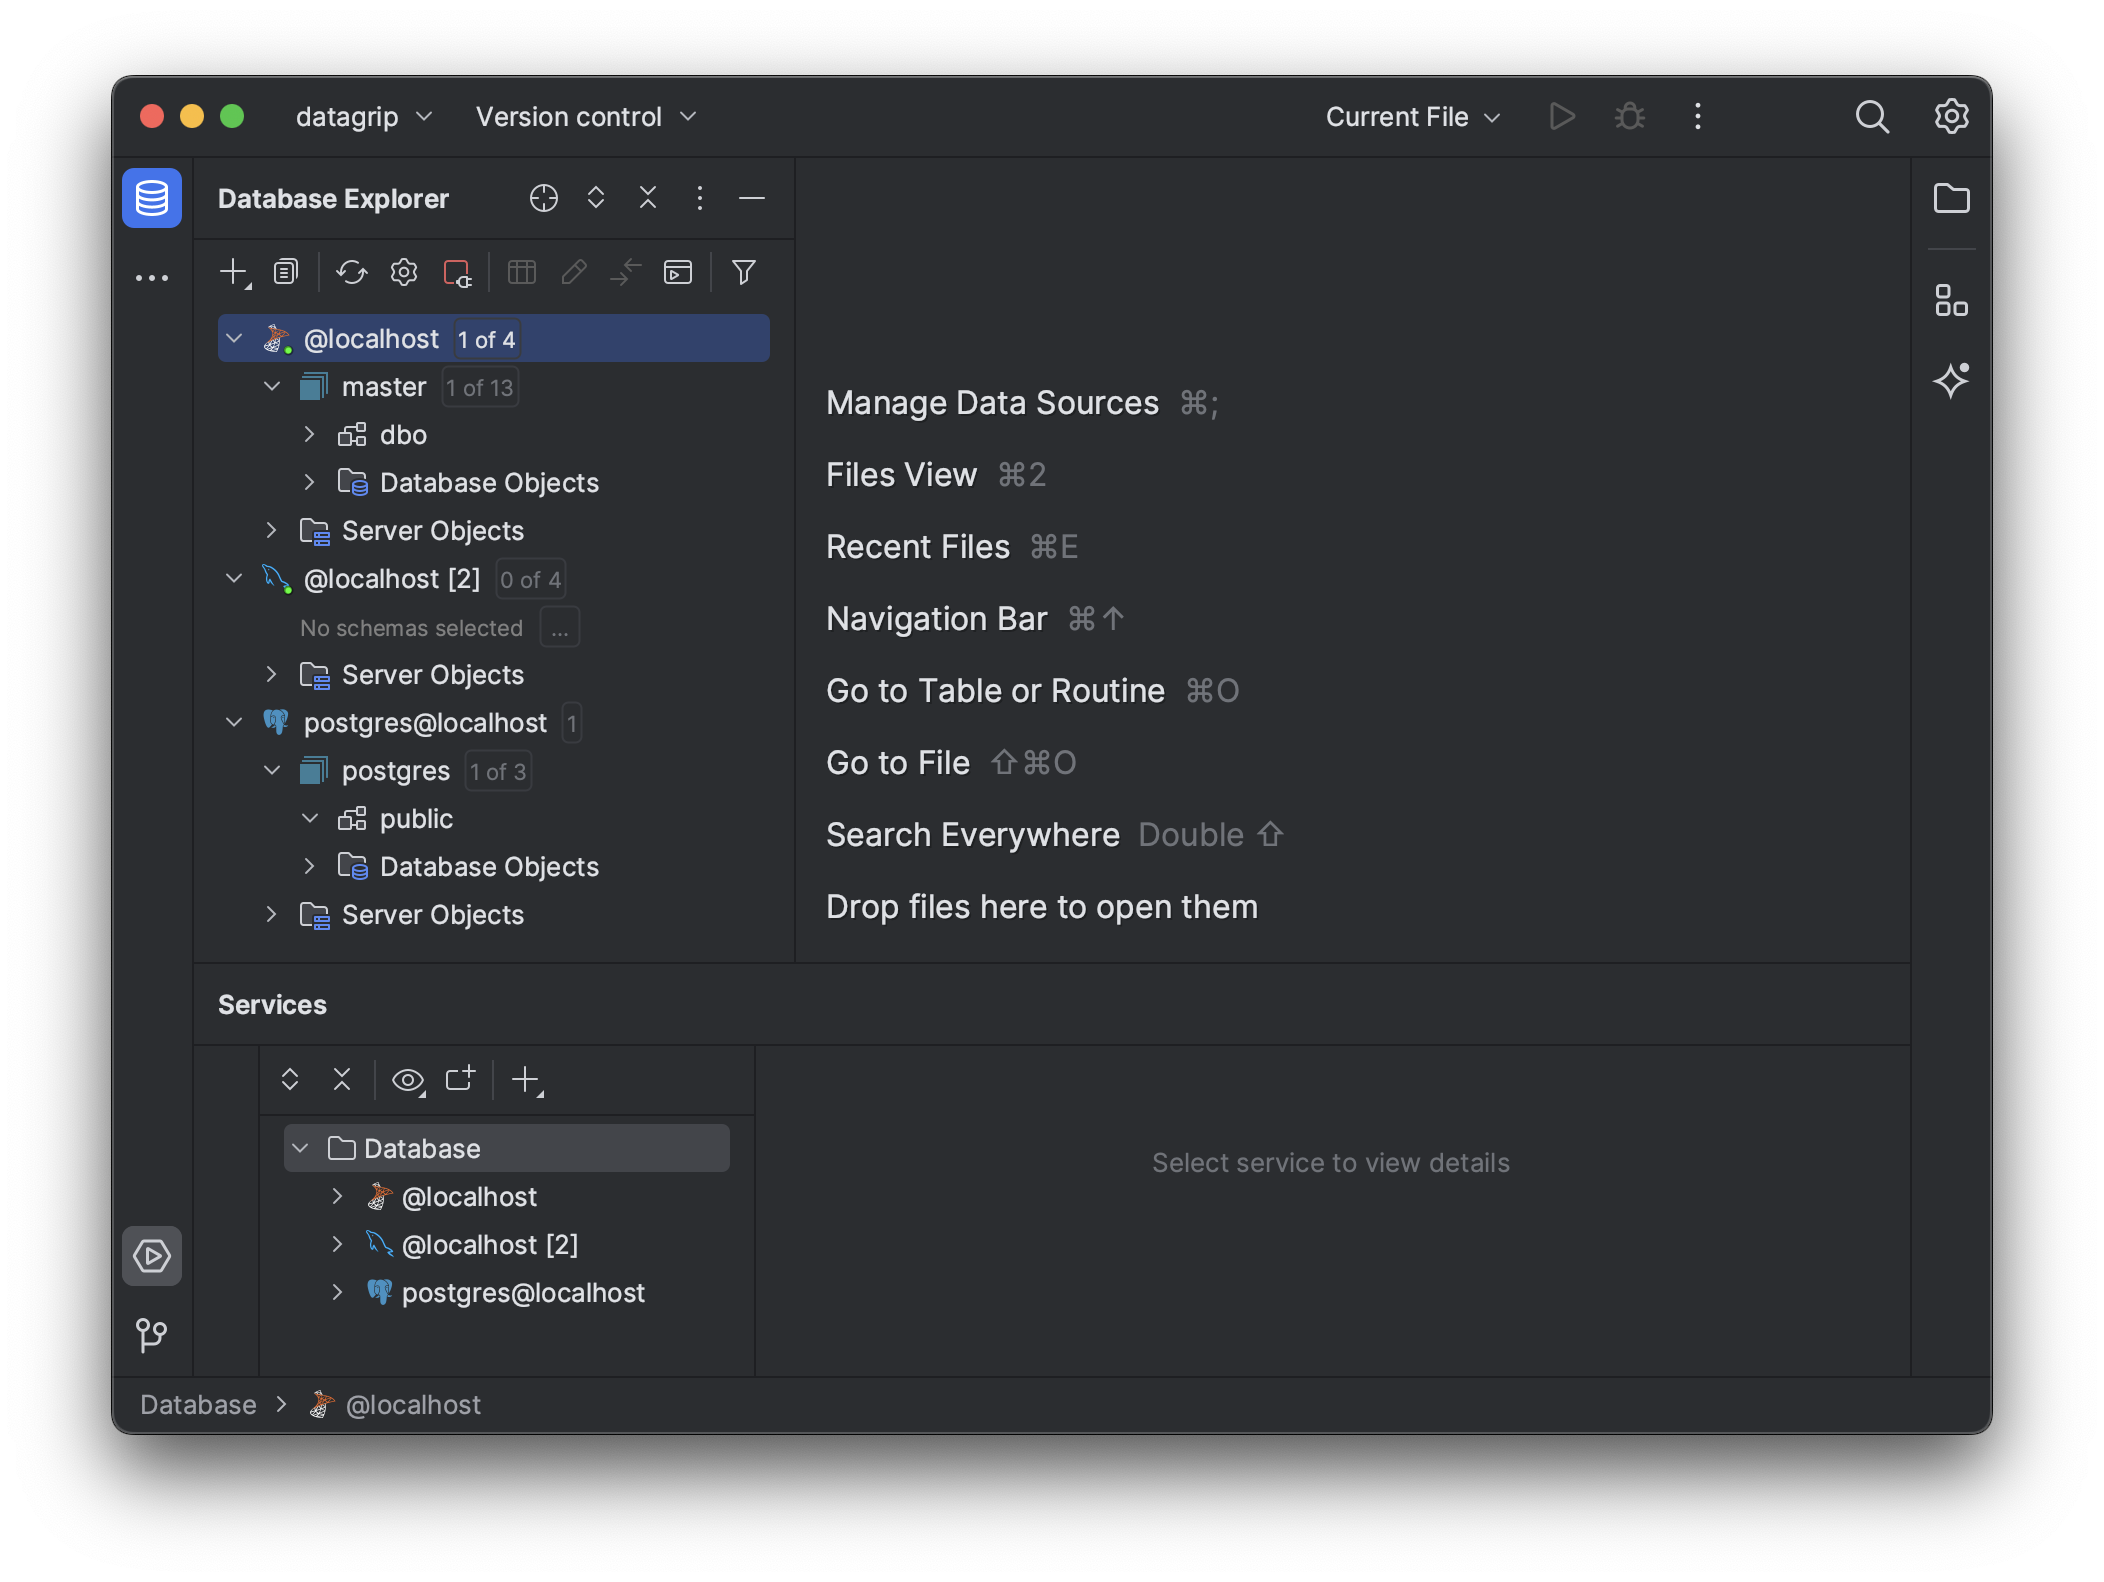 datagrip
Version control
Current File
Database Explorer
@localhost 1 of 4
master 1 of 13
dbo
Database Objects
Server Objects
@localhost [2] 0 of 4
No schemas selected ...
Server Objects
postgres@localhost 1
postgres 1 of 3
public
Database Objects
Server Objects
Manage Data Sources ⌘;
Files View ⌘2
Recent Files ⌘E
Navigation Bar ⌘↑
Go to Table or Routine ⌘O
Go to File ⇧⌘O
Search Everywhere Double ⇧
Drop files here to open them
Services
Database
@localhost
@localhost [2]
postgres@localhost
Select service to view details
Database > @localhost